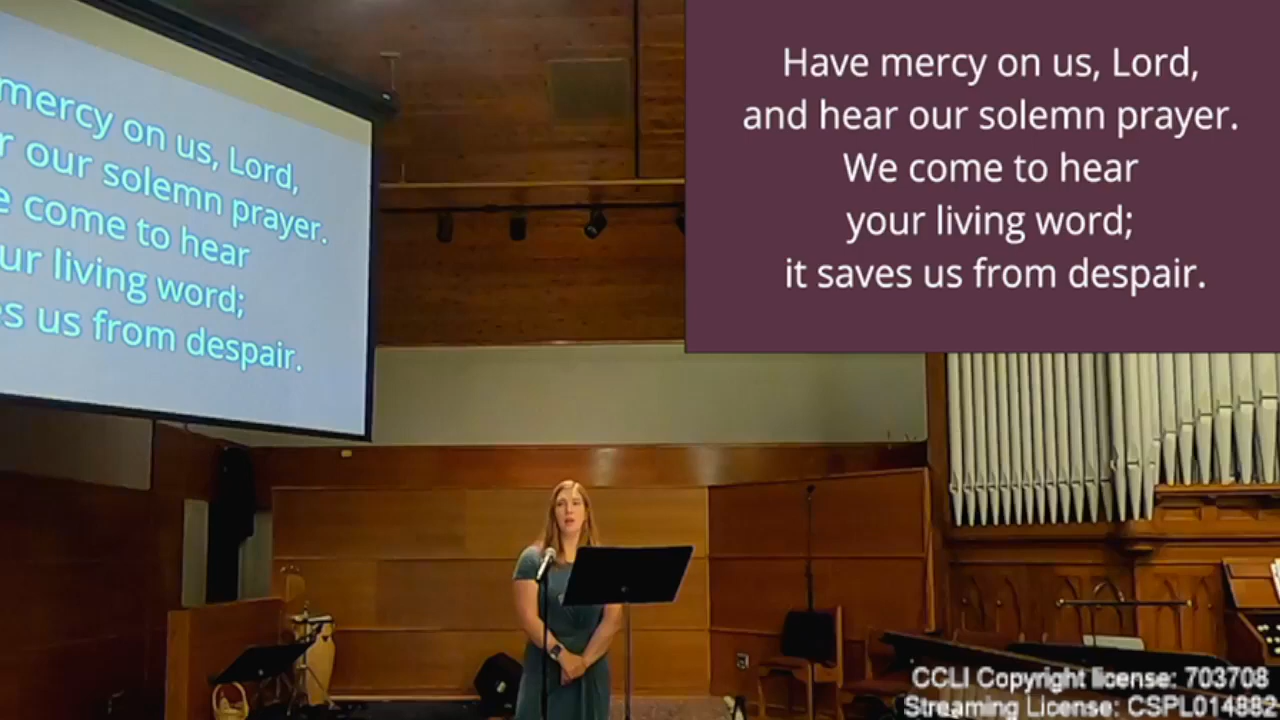 mercy on us, Lord,
our solemn prayer.
come to hear
living word;
us from despair.
Have mercy on us, Lord,
and hear our solemn prayer.
We come to hear
your living word;
it saves us from despair.
CCLI Copyright license: 703708
Streaming License: CSPL014882